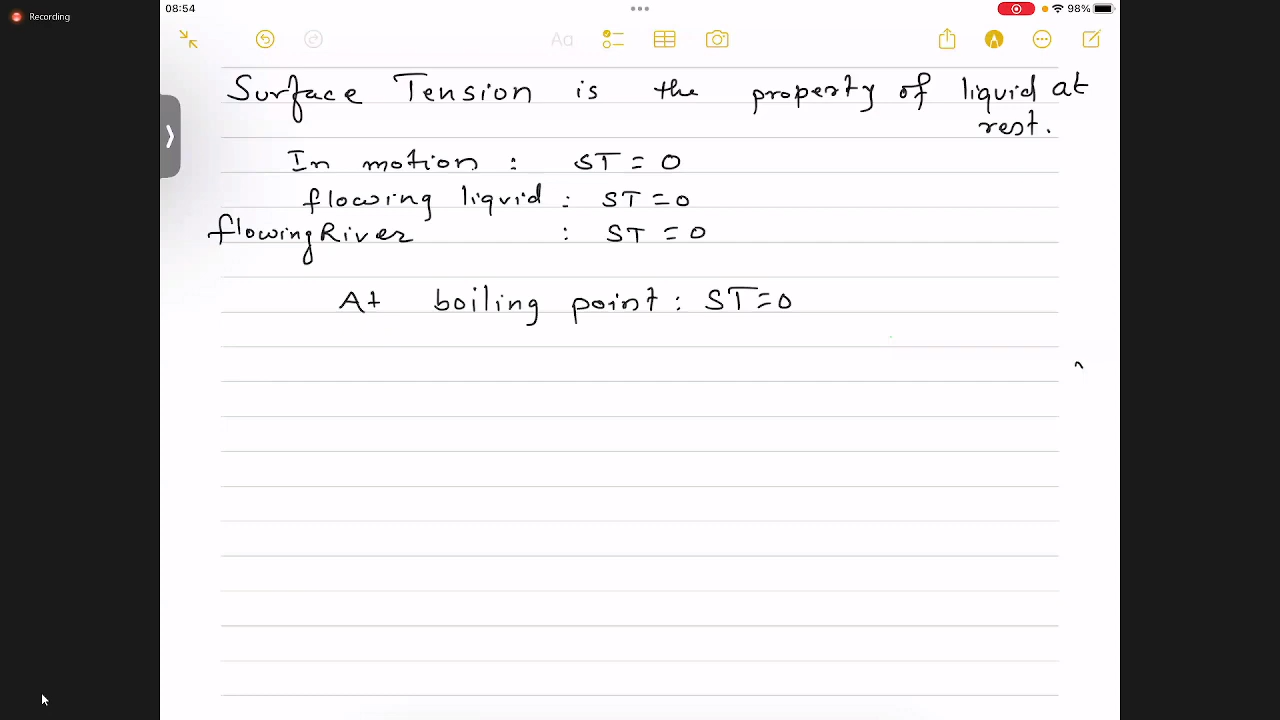 Recording
08:54
98%
Aa
Surface Tension is the property of liquid at
rest.
In motion : ST = 0
flowing liquid : ST = 0
flowing River : ST = 0
At boiling point : ST = 0